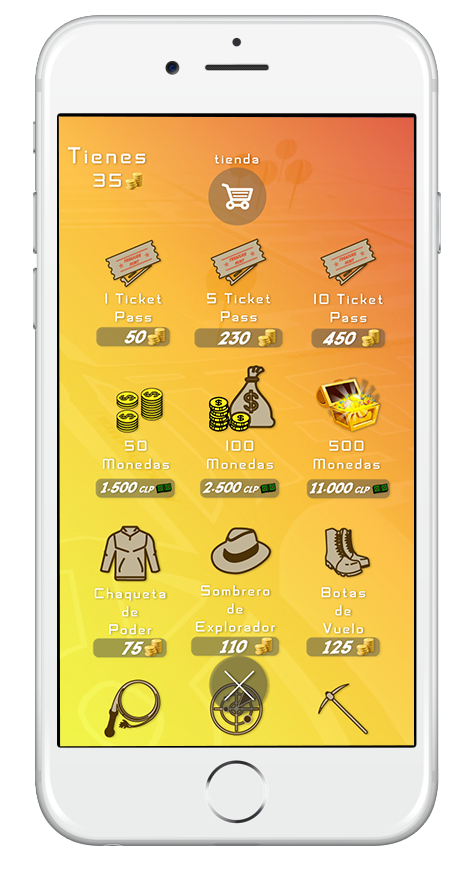 Tienes
35
tienda
1 Ticket
Pass
50
5 Ticket
Pass
230
10 Ticket
Pass
450
50
Monedas
1.500 CLP
100
Monedas
2.500 CLP
500
Monedas
11.000 CLP
Chaqueta
de
Poder
75
Sombrero
de
Explorador
110
Botas
de
Vuelo
125